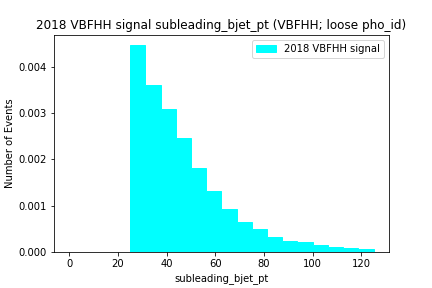 2018 VBFHH signal subleading_bjet_pt (VBFHH; loose pho_id)
2018 VBFHH signal
0.004
0.003
0.002
0.001
0.000
Number of Events
0 20 40 60 80 100 120
subleading_bjet_pt